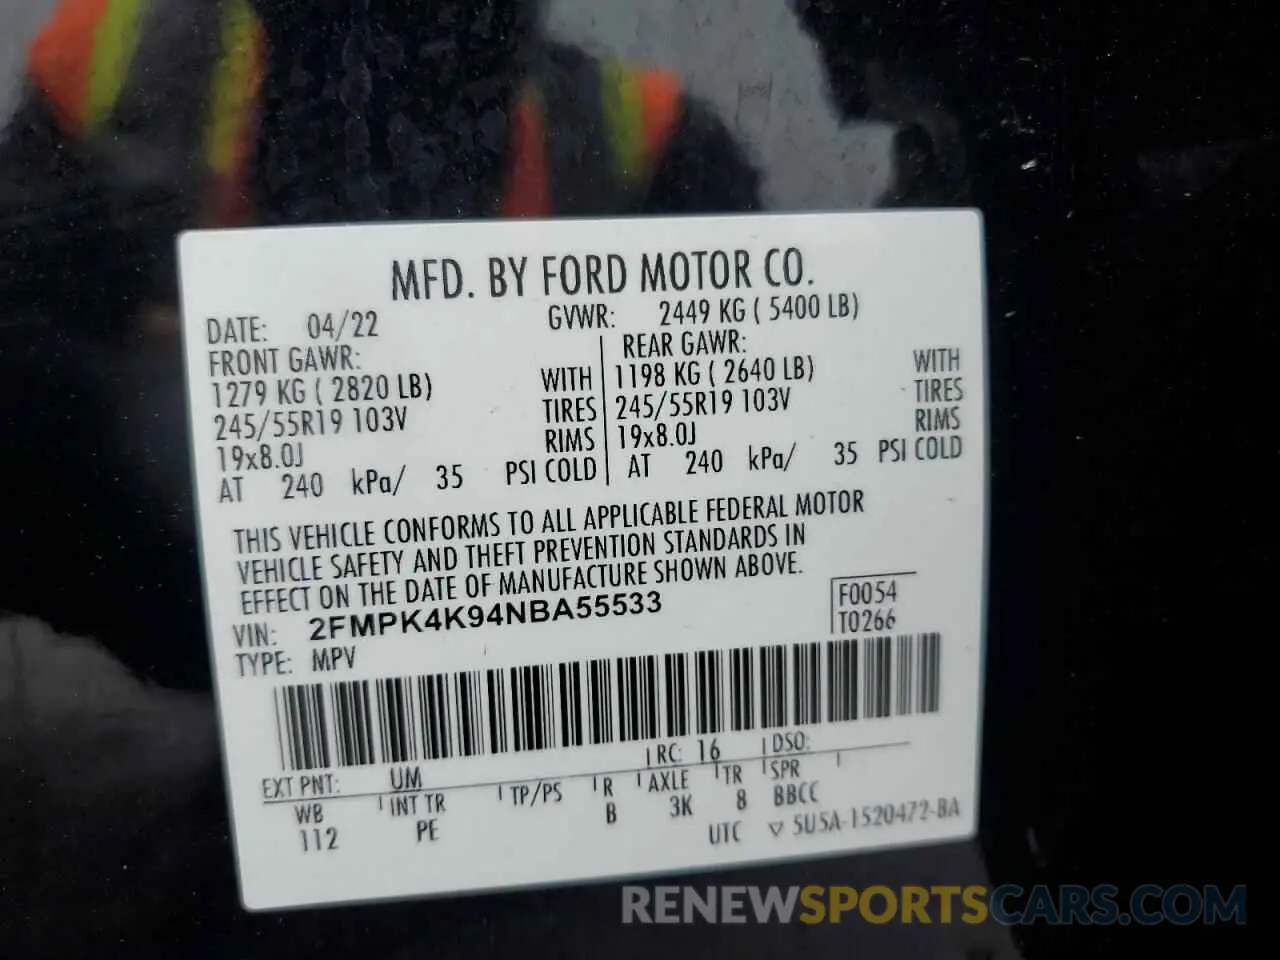 MFD. BY FORD MOTOR CO.
DATE: 04/22 GVWR: 2449 KG ( 5400 LB)
FRONT GAWR: REAR GAWR:
1279 KG ( 2820 LB) WITH 1198 KG ( 2640 LB) WITH
245/55R19 103V TIRES 245/55R19 103V TIRES
19x8.0J RIMS 19x8.0J RIMS
AT 240 kPa/ 35 PSI COLD AT 240 kPa/ 35 PSI COLD
THIS VEHICLE CONFORMS TO ALL APPLICABLE FEDERAL MOTOR
VEHICLE SAFETY AND THEFT PREVENTION STANDARDS IN
EFFECT ON THE DATE OF MANUFACTURE SHOWN ABOVE.
VIN: 2FMPK4K94NBA55533 F0054
TYPE: MPV T0266
EXT PNT: UM RC: 16 DSO:
WB INT TR TP/PS R AXLE TR SPR
112 PE B 3K 8 BBCC
UTC ▽ 5U5A-1520472-BA
RENEWSPORTSCARS.COM